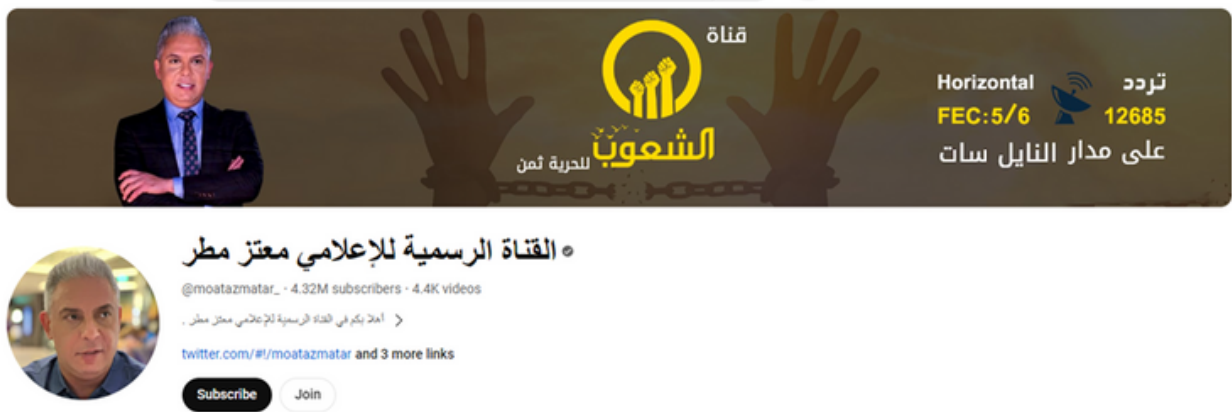 قناة
الشعوب
للحرية ثمن
تردد Horizontal
12685 FEC:5/6
على مدار النايل سات
القناة الرسمية للإعلامي معتز مطر
@moatazmatar_ · 4.32M subscribers · 4.4K videos
أهلا بكم في القناة الرسمية للإعلامي معتز مطر .
twitter.com/#!/moatazmatar and 3 more links
Subscribe Join